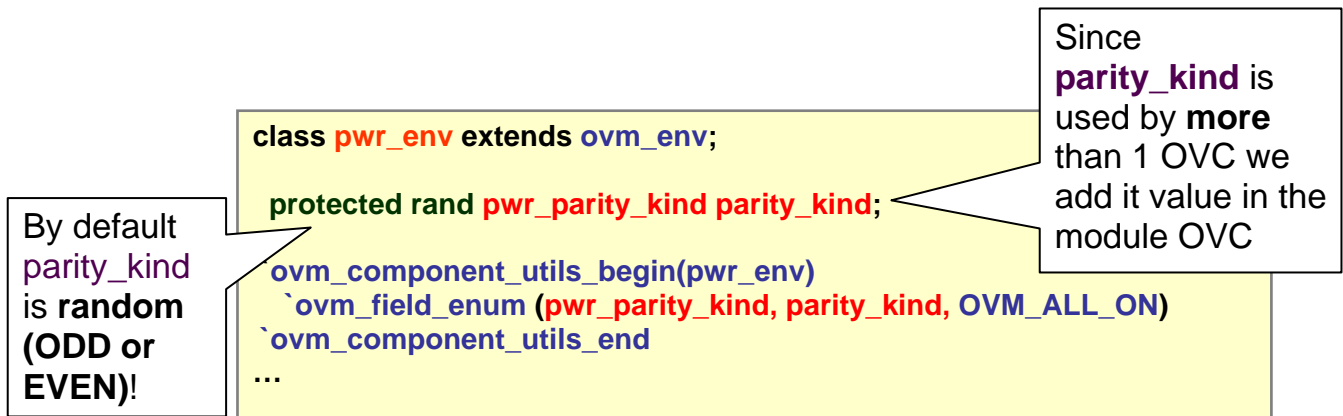 Since
parity_kind is
used by more
than 1 OVC we
add it value in the
module OVC
class pwr_env extends ovm_env;
protected rand pwr_parity_kind parity_kind;
By default
parity_kind
is random
(ODD or
EVEN)!
`ovm_component_utils_begin(pwr_env)
`ovm_field_enum (pwr_parity_kind, parity_kind, OVM_ALL_ON)
`ovm_component_utils_end
…